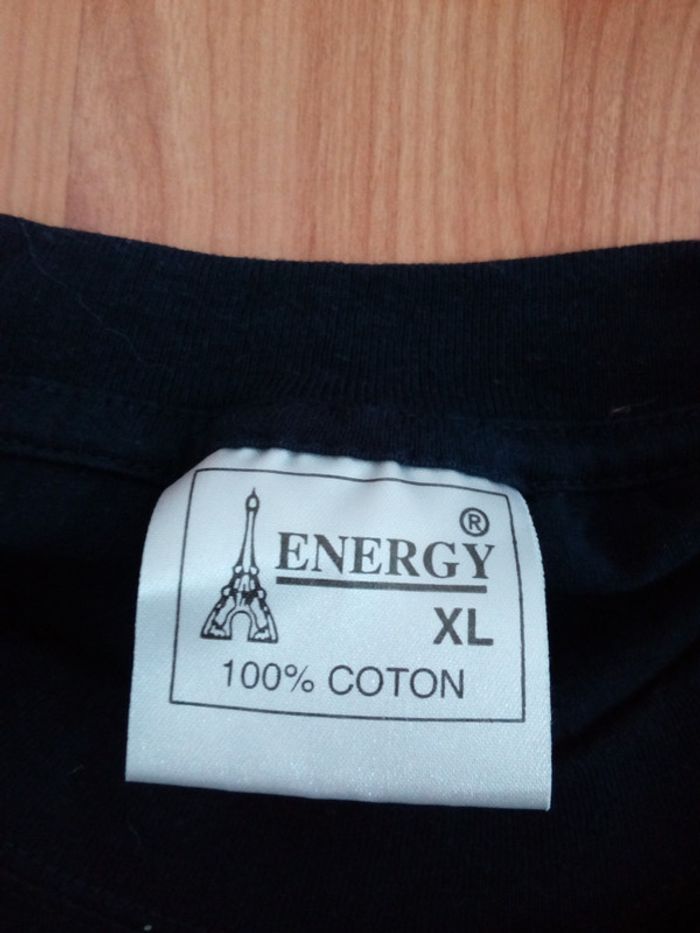 ®
ENERGY
XL
100% COTON